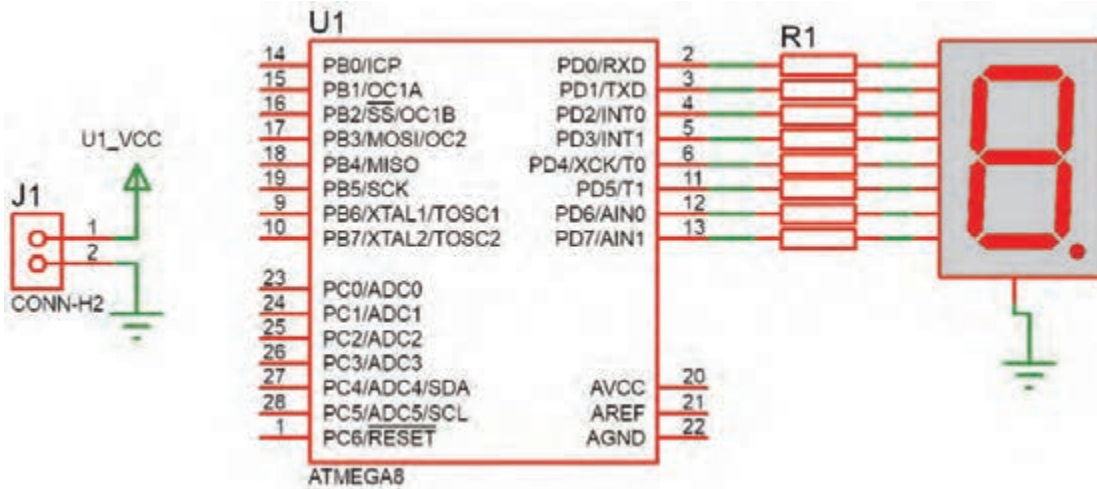 U1
R1
14 PB0/ICP PD0/RXD 2
15 PB1/OC1A PD1/TXD 3
16 PB2/SS/OC1B PD2/INT0 4
17 PB3/MOSI/OC2 PD3/INT1 5
18 PB4/MISO PD4/XCK/T0 6
19 PB5/SCK PD5/T1 11
9 PB6/XTAL1/TOSC1 PD6/AIN0 12
10 PB7/XTAL2/TOSC2 PD7/AIN1 13
U1_VCC
J1
1
2
CONN-H2
23 PC0/ADC0
24 PC1/ADC1
25 PC2/ADC2
26 PC3/ADC3
27 PC4/ADC4/SDA AVCC 20
28 PC5/ADC5/SCL AREF 21
1 PC6/RESET AGND 22
ATMEGA8
8.